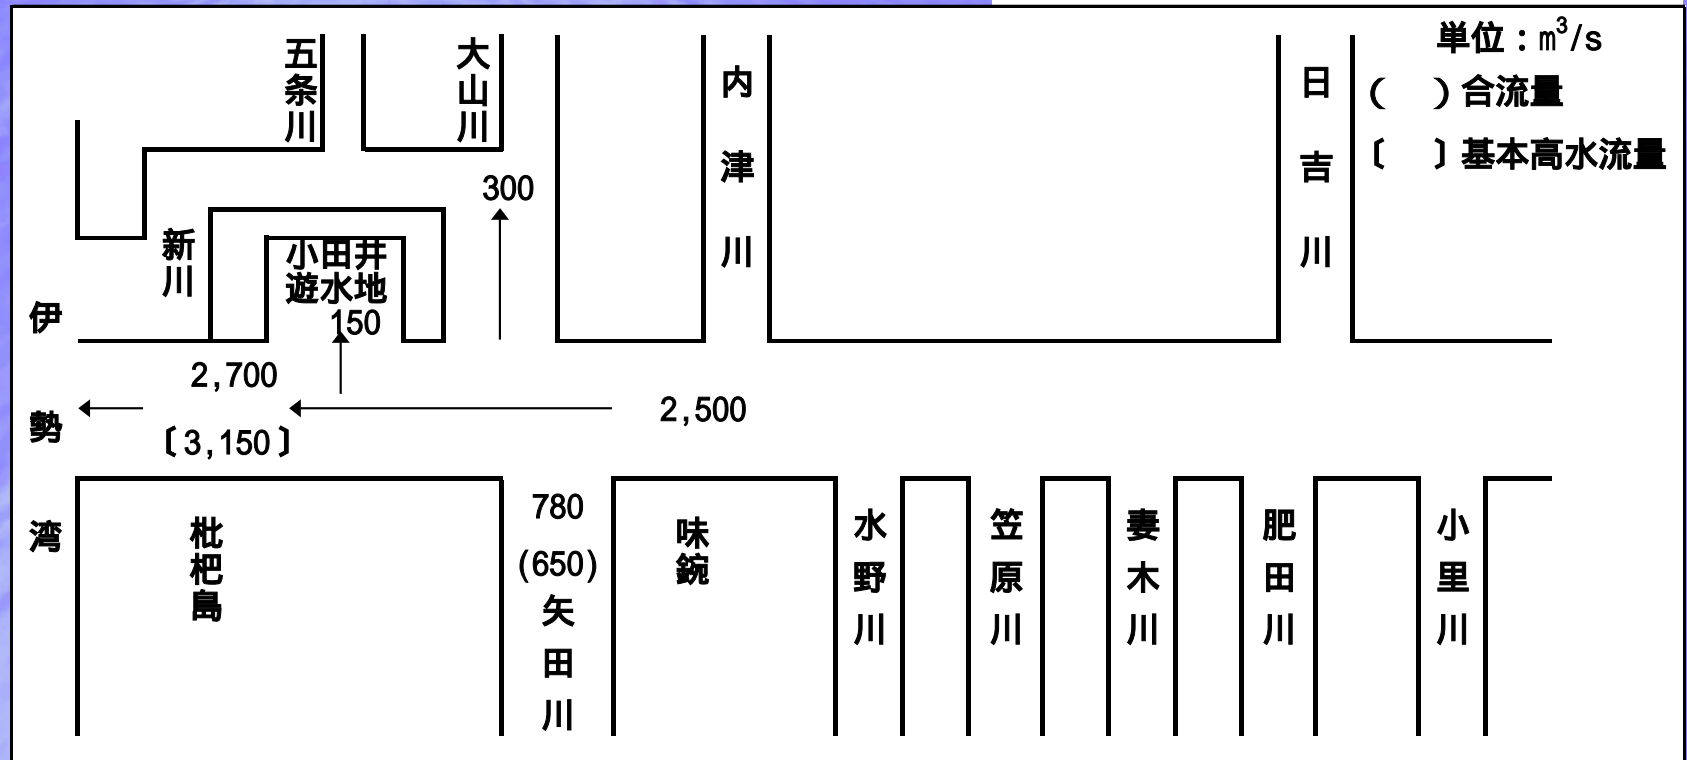 単位：m³/s
（　）合流量
〔　〕基本高水流量
五条川
大山川
内津川
日吉川
300
新川
小田井
遊水地
150
伊勢湾
2,700
2,500
〔3,150〕
枇杷島
780
(650)
矢田川
味鋺
水野川
笠原川
妻木川
肥田川
小里川